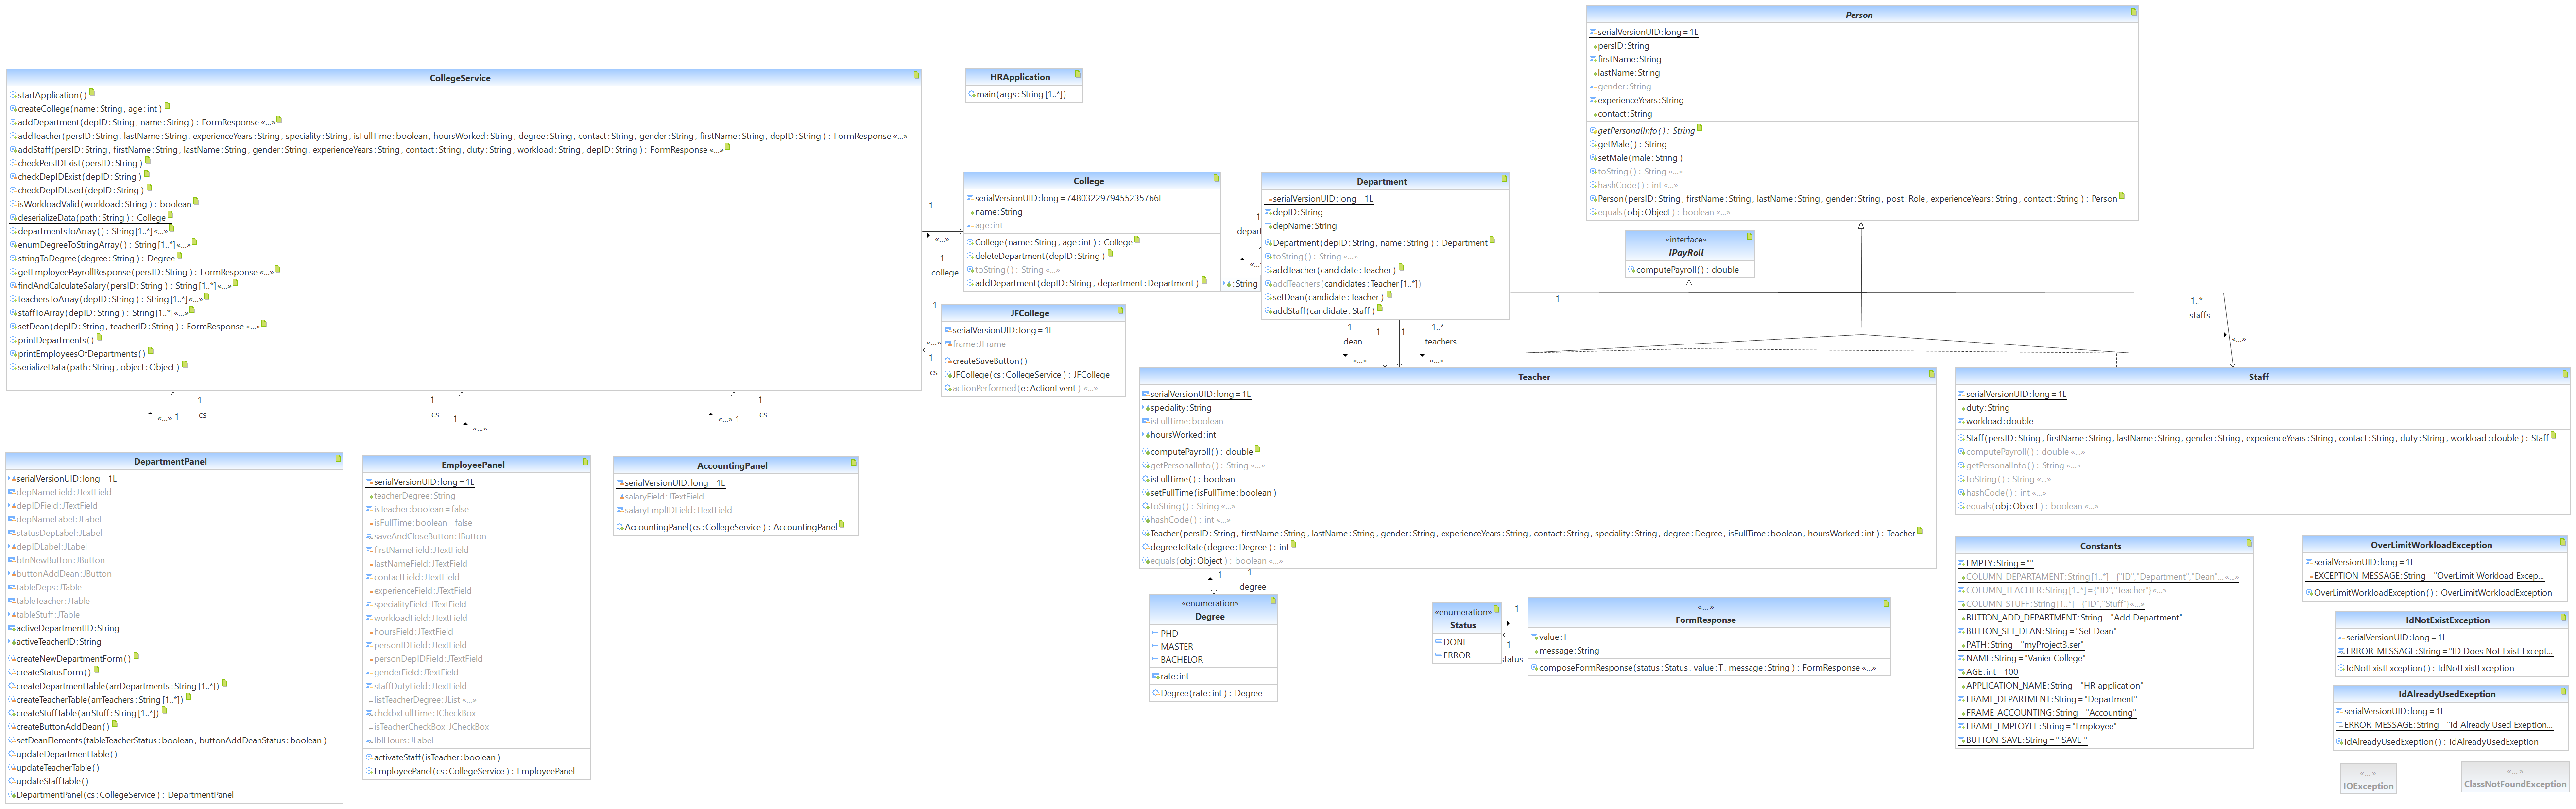 CollegeService
startApplication()
createCollege(name:String, age:int)
addDepartment(depID:String, name:String): FormResponse «...»
addTeacher(persID:String, lastName:String, experienceYears:String, speciality:String, isFullTime:boolean, hoursWorked:String, degree:String, contact:String, gender:String, firstName:String, depID:String): FormResponse «...»
addStaff(persID:String, firstName:String, lastName:String, gender:String, experienceYears:String, contact:String, duty:String, workload:String, depID:String): FormResponse «...»
checkPersIDExist(persID:String)
checkDepIDExist(depID:String)
checkDepIDUsed(depID:String)
isWorkloadValid(workload:String): boolean
deserializeData(path:String): College
departmentsToArray(): String[1..*]«...»
enumDegreeToStringArray(): String[1..*]«...»
stringToDegree(degree:String): Degree
getEmployeePayrollResponse(persID:String): FormResponse «...»
findAndCalculateSalary(persID:String): String[1..*]«...»
teachersToArray(depID:String): String[1..*]«...»
staffToArray(depID:String): String[1..*]«...»
setDean(depID:String, teacherID:String): FormResponse «...»
printDepartments()
printEmployeesOfDepartments()
serializeData(path:String, object:Object)
HRApplication
main(args:String[1..*])
1
«...»
1
college
College
serialVersionUID:long=7480322979455235766L
name:String
age:int
College(name:String, age:int): College
deleteDepartment(depID:String)
toString(): String «...»
addDepartment(depID:String, department:Department)
1
depart
«...
:String
Department
serialVersionUID:long=1L
depID:String
depName:String
Department(depID:String, name:String): Department
toString(): String «...»
addTeacher(candidate:Teacher)
addTeachers(candidates:Teacher[1..*])
setDean(candidate:Teacher)
addStaff(candidate:Staff)
Person
serialVersionUID:long=1L
persID:String
firstName:String
lastName:String
gender:String
experienceYears:String
contact:String
getPersonalInfo(): String
getMale(): String
setMale(male:String)
toString(): String «...»
hashCode(): int «...»
Person(persID:String, firstName:String, lastName:String, gender:String, post:Role, experienceYears:String, contact:String): Person
equals(obj:Object): boolean «...»
«interface»
IPayRoll
computePayroll(): double
1
1..*
staffs
«...»
1
«...»
1
cs
JFCollege
serialVersionUID:long=1L
frame:JFrame
createSaveButton()
JFCollege(cs:CollegeService): JFCollege
actionPerformed(e:ActionEvent) «...»
1
dean
«...»
1
1
1..*
teachers
«...»
1
cs
«...»
1
1
cs
1
«...»
1
cs
«...»
1
DepartmentPanel
serialVersionUID:long=1L
depNameField:JTextField
depIDField:JTextField
depNameLabel:JLabel
statusDepLabel:JLabel
depIDLabel:JLabel
btnNewButton:JButton
buttonAddDean:JButton
tableDeps:JTable
tableTeacher:JTable
tableStuff:JTable
activeDepartmentID:String
activeTeacherID:String
createNewDepartmentForm()
createStatusForm()
createDepartmentTable(arrDepartments:String[1..*])
createTeacherTable(arrTeachers:String[1..*])
createStuffTable(arrStuff:String[1..*])
createButtonAddDean()
setDeanElements(tableTeacherStatus:boolean, buttonAddDeanStatus:boolean)
updateDepartmentTable()
updateTeacherTable()
updateStaffTable()
DepartmentPanel(cs:CollegeService): DepartmentPanel
EmployeePanel
serialVersionUID:long=1L
teacherDegree:String
isTeacher:boolean=false
isFullTime:boolean=false
saveAndCloseButton:JButton
firstNameField:JTextField
lastNameField:JTextField
contactField:JTextField
experienceField:JTextField
specialityField:JTextField
workloadField:JTextField
hoursField:JTextField
personIDField:JTextField
personDepIDField:JTextField
genderField:JTextField
staffDutyField:JTextField
listTeacherDegree:JList «...»
chckbxFullTime:JCheckBox
isTeacherCheckBox:JCheckBox
lblHours:JLabel
activateStaff(isTeacher:boolean)
EmployeePanel(cs:CollegeService): EmployeePanel
AccountingPanel
serialVersionUID:long=1L
salaryField:JTextField
salaryEmplIDField:JTextField
AccountingPanel(cs:CollegeService): AccountingPanel
Teacher
serialVersionUID:long=1L
speciality:String
isFullTime:boolean
hoursWorked:int
computePayroll(): double
getPersonalInfo(): String «...»
isFullTime(): boolean
setFullTime(isFullTime:boolean)
toString(): String «...»
hashCode(): int «...»
Teacher(persID:String, firstName:String, lastName:String, gender:String, experienceYears:String, contact:String, speciality:String, degree:Degree, isFullTime:boolean, hoursWorked:int): Teacher
degreeToRate(degree:Degree): int
equals(obj:Object): boolean «...»
Staff
serialVersionUID:long=1L
duty:String
workload:double
Staff(persID:String, firstName:String, lastName:String, gender:String, experienceYears:String, contact:String, duty:String, workload:double): Staff
computePayroll(): double «...»
getPersonalInfo(): String «...»
toString(): String «...»
hashCode(): int «...»
equals(obj:Object): boolean «...»
1
«...»
1
degree
«enumeration»
Degree
PHD
MASTER
BACHELOR
rate:int
Degree(rate:int): Degree
«enumeration»
Status
DONE
ERROR
1
1
status
«...»
FormResponse
value:T
message:String
composeFormResponse(status:Status, value:T, message:String): FormResponse «...»
Constants
EMPTY:String=""
COLUMN_DEPARTAMENT:String[1..*]={"ID","Department","Dean"... «...»
COLUMN_TEACHER:String[1..*]={"ID","Teacher"}«...»
COLUMN_STUFF:String[1..*]={"ID","Stuff"}«...»
BUTTON_ADD_DEPARTMENT:String="Add Department"
BUTTON_SET_DEAN:String="Set Dean"
PATH:String="myProject3.ser"
NAME:String="Vanier College"
AGE:int=100
APPLICATION_NAME:String="HR application"
FRAME_DEPARTMENT:String="Department"
FRAME_ACCOUNTING:String="Accounting"
FRAME_EMPLOYEE:String="Employee"
BUTTON_SAVE:String=" SAVE "
OverLimitWorkloadException
serialVersionUID:long=1L
EXCEPTION_MESSAGE:String="OverLimit Workload Excep...
OverLimitWorkloadException(): OverLimitWorkloadException
IdNotExistException
serialVersionUID:long=1L
ERROR_MESSAGE:String="ID Does Not Exist Except...
IdNotExistException(): IdNotExistException
IdAlreadyUsedExeption
serialVersionUID:long=1L
ERROR_MESSAGE:String="Id Already Used Exeption...
IdAlreadyUsedExeption(): IdAlreadyUsedExeption
«...»
IOException
«...»
ClassNotFoundException